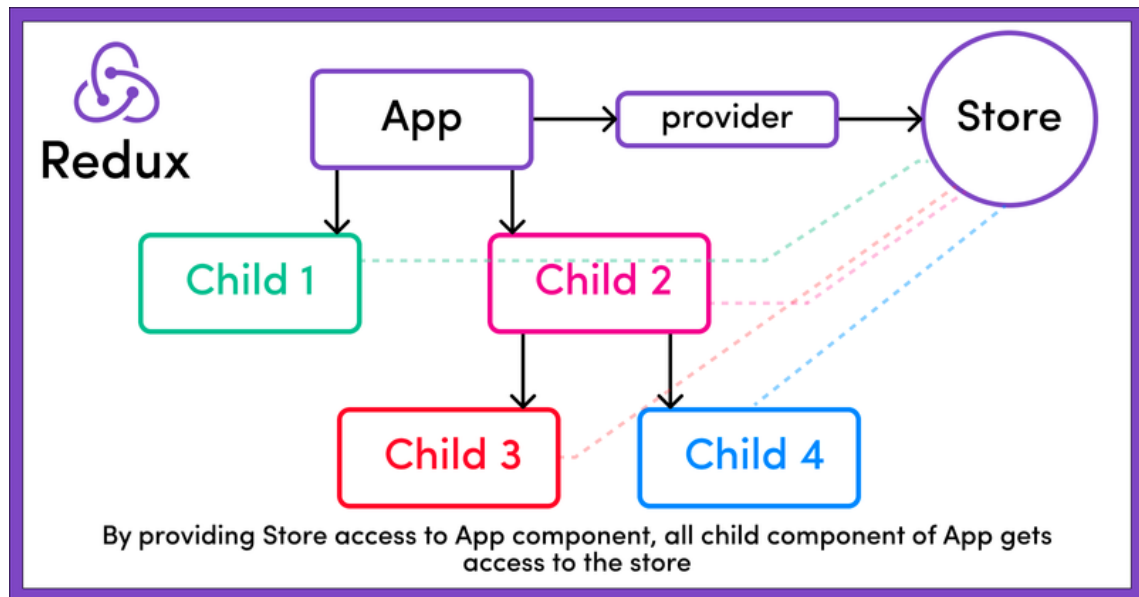 Redux
App
provider
Store
Child 1
Child 2
Child 3
Child 4
By providing Store access to App component, all child component of App gets
access to the store